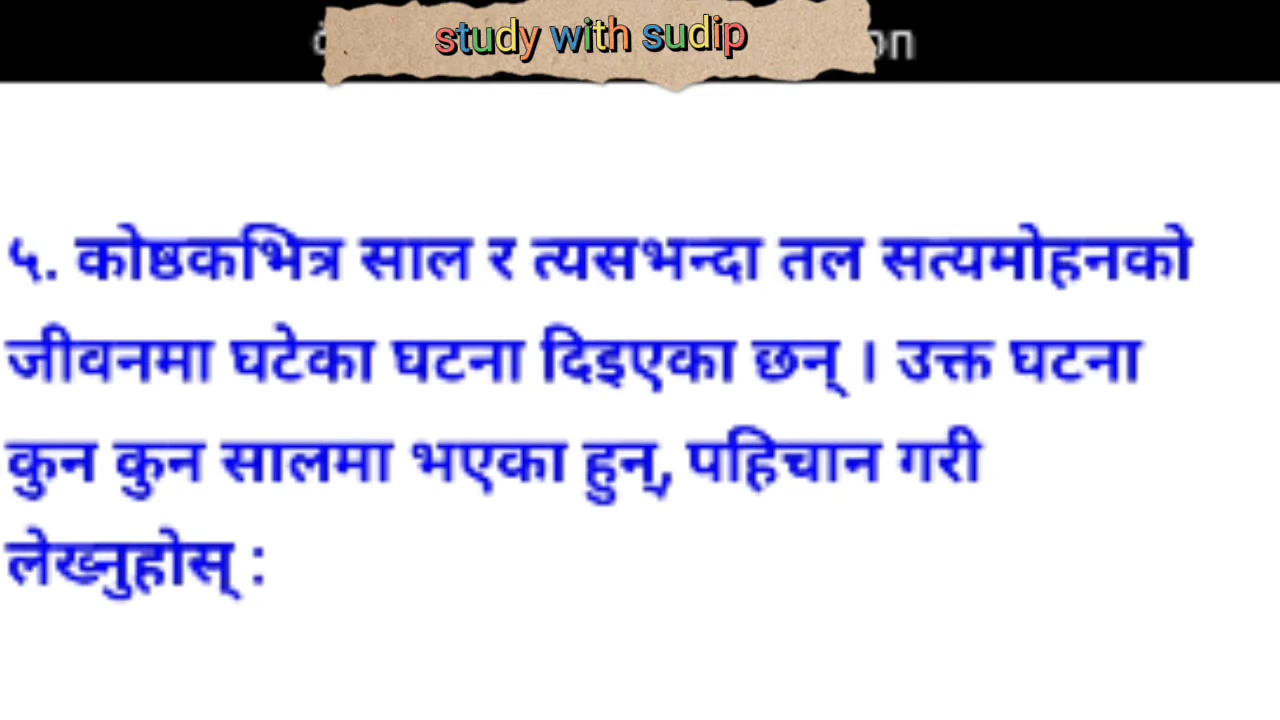 study with sudip
on
५. कोष्ठकभित्र साल र त्यसभन्दा तल सत्यमोहनको
जीवनमा घटेका घटना दिइएका छन् । उक्त घटना
कुन कुन सालमा भएका हुन्, पहिचान गरी
लेख्नुहोस् :